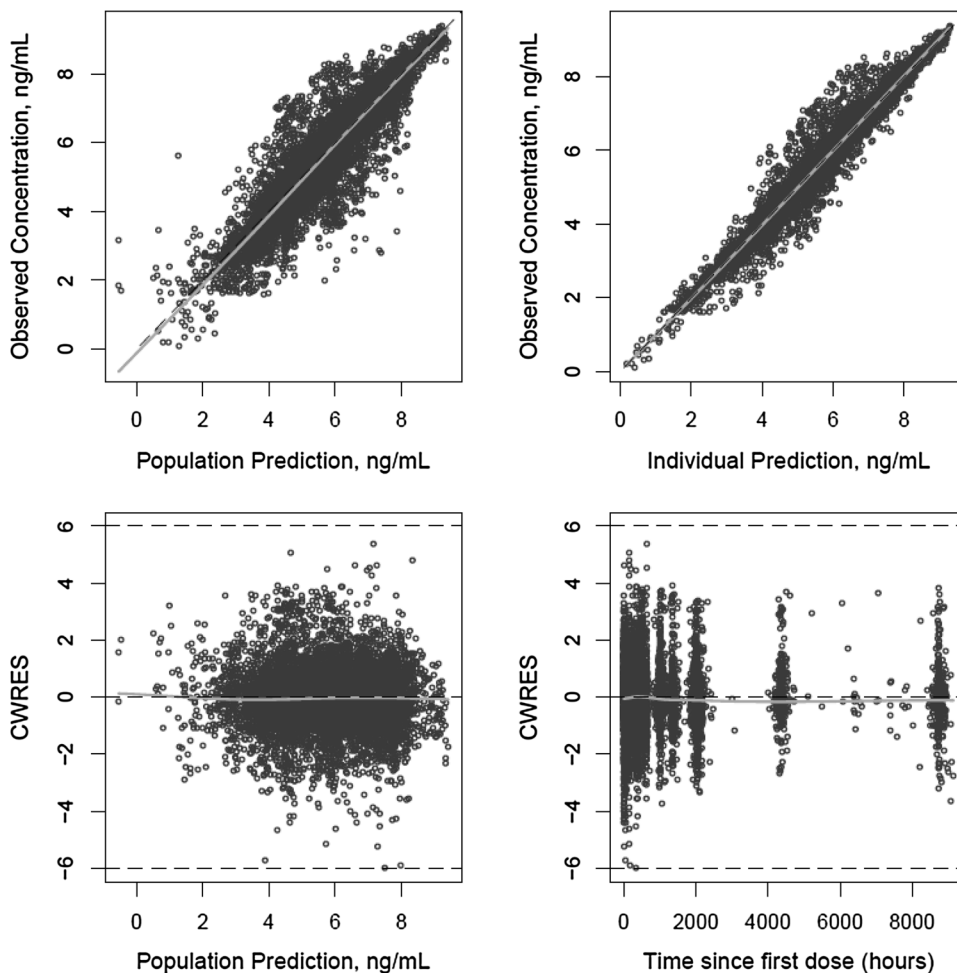 Observed Concentration, ng/mL
8
6
4
2
0
0 2 4 6 8
Population Prediction, ng/mL
Observed Concentration, ng/mL
8
6
4
2
0
0 2 4 6 8
Individual Prediction, ng/mL
CWRES
6
4
2
0
−2
−4
−6
0 2 4 6 8
Population Prediction, ng/mL
CWRES
6
4
2
0
−2
−4
−6
0 2000 4000 6000 8000
Time since first dose (hours)